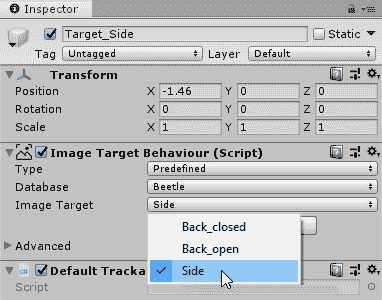 Inspector
Target_Side Static
Tag Untagged Layer Default
Transform
Position X -1.46 Y 0 Z 0
Rotation X 0 Y 0 Z 0
Scale X 1 Y 1 Z 1
Image Target Behaviour (Script)
Type Predefined
Database Beetle
Image Target Side
Back_closed
Back_open
Advanced
Side
Default Tracka
Script